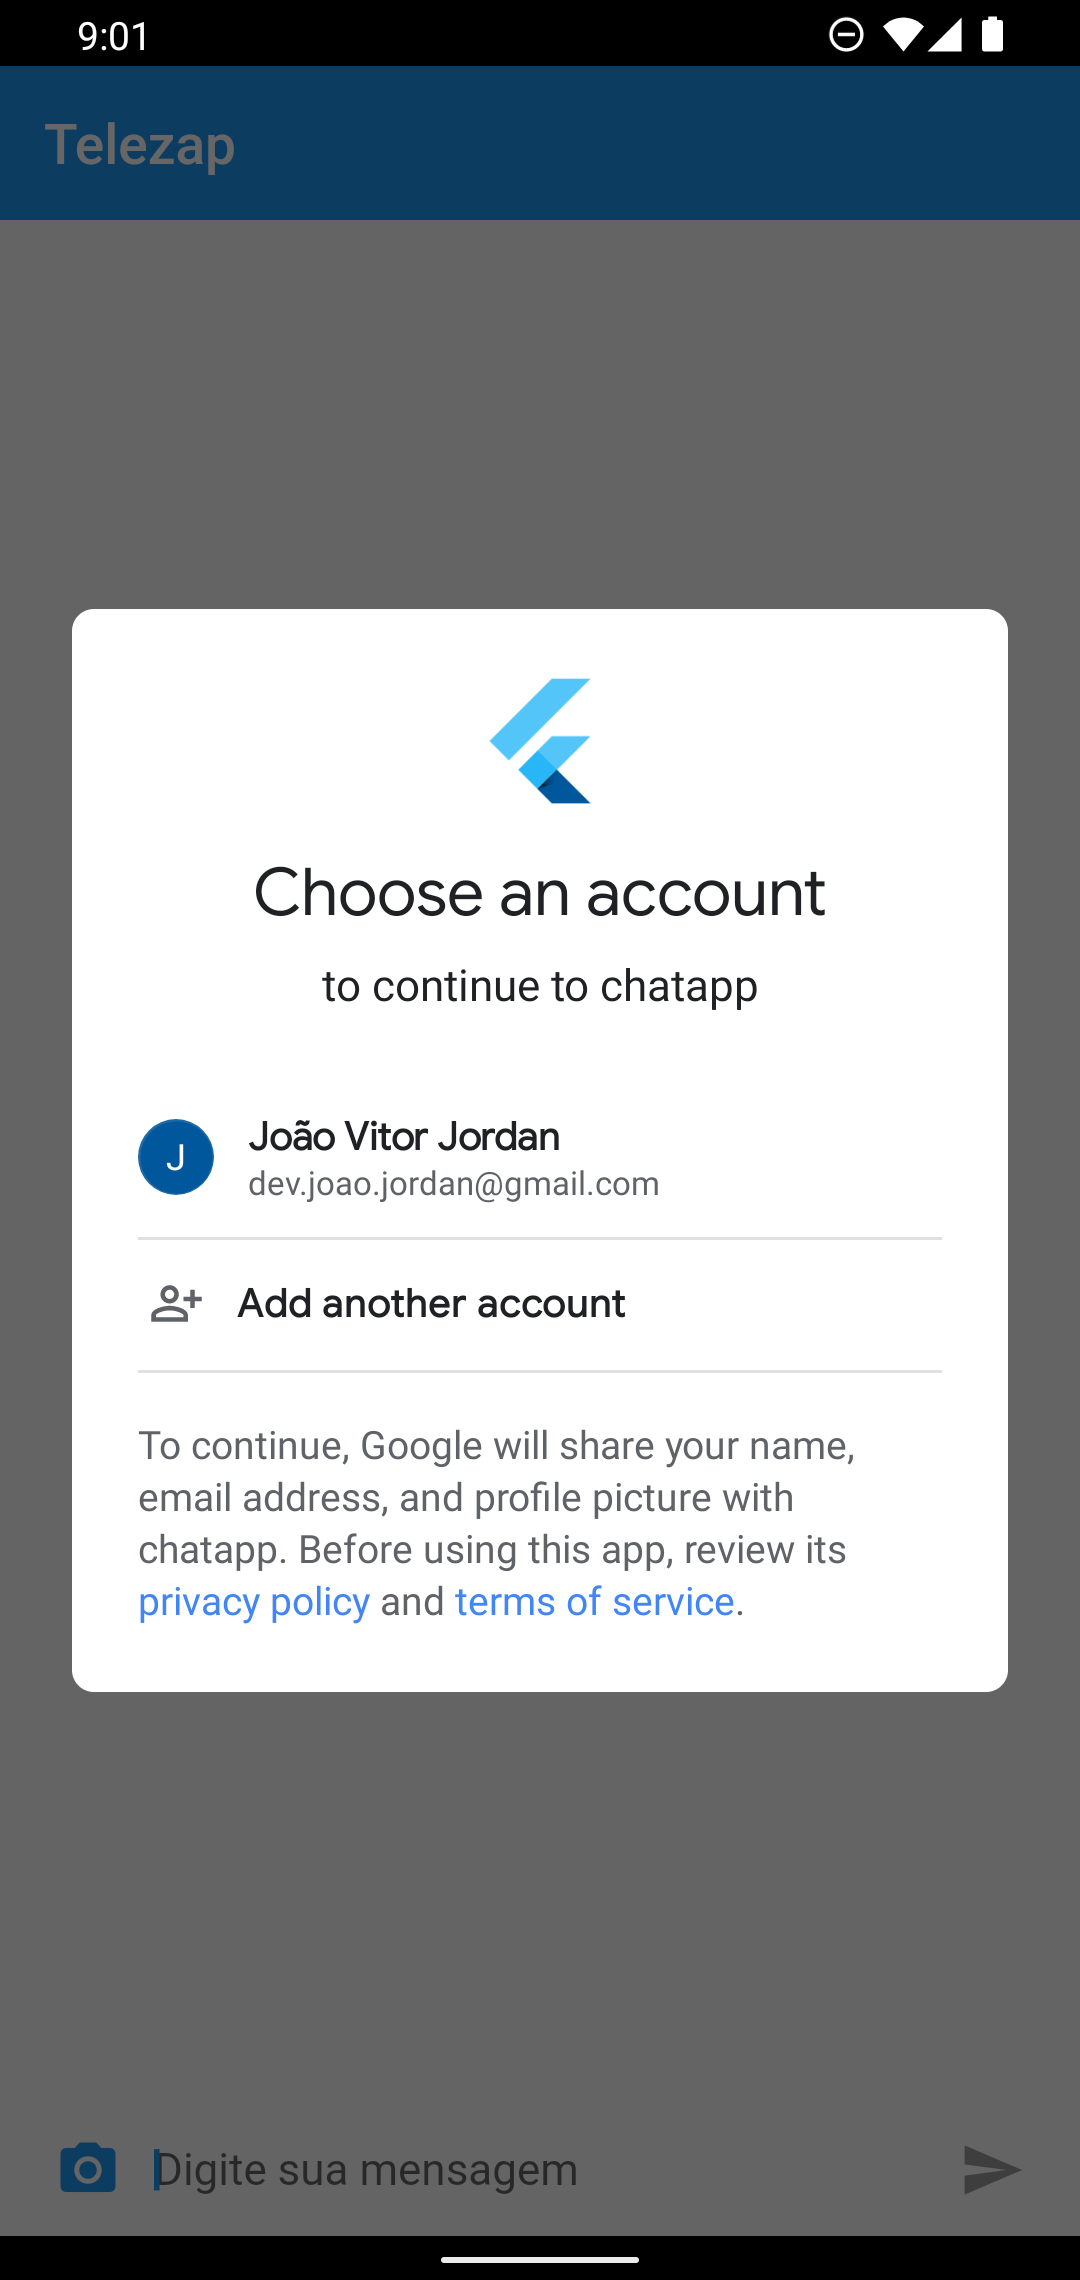 9:01
Telezap
Choose an account
to continue to chatapp
J
João Vitor Jordan
dev.joao.jordan@gmail.com
Add another account
To continue, Google will share your name,
email address, and profile picture with
chatapp. Before using this app, review its
privacy policy and terms of service.
Digite sua mensagem